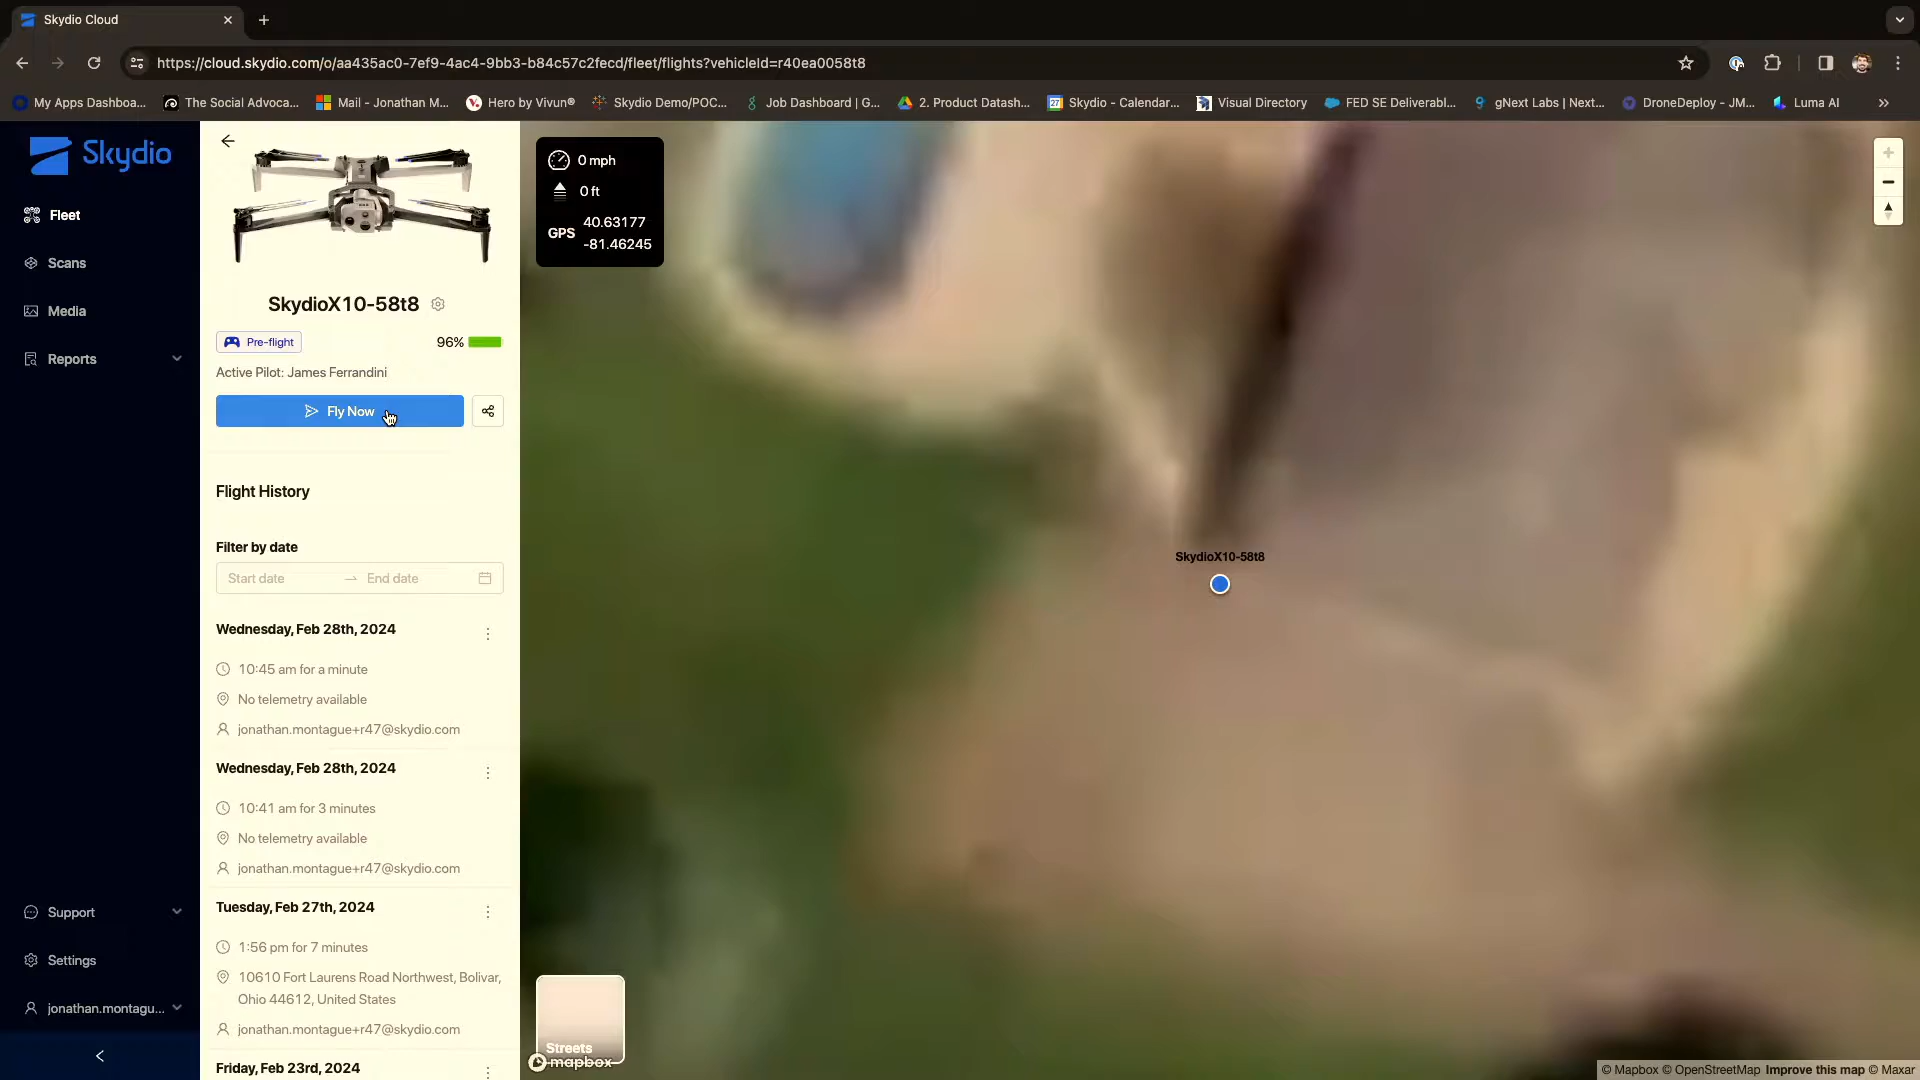 Skydio Cloud
https://cloud.skydio.com/o/aa435ac0-7ef9-4ac4-9bb3-b84c57c2fecd/fleet/flights?vehicleId=r40ea0058t8
My Apps Dashboa...
The Social Advoca...
Mail - Jonathan M...
Hero by Vivun®
Skydio Demo/POC...
Job Dashboard | G...
2. Product Datash...
Skydio - Calendar...
Visual Directory
FED SE Deliverabl...
gNext Labs | Next...
DroneDeploy - JM...
Luma AI
Skydio
Fleet
Scans
Media
Reports
Support
Settings
jonathan.montagu...
SkydioX10-58t8
Pre-flight
96%
Active Pilot: James Ferrandini
Fly Now
Flight History
Filter by date
Start date
End date
Wednesday, Feb 28th, 2024
10:45 am for a minute
No telemetry available
jonathan.montague+r47@skydio.com
Wednesday, Feb 28th, 2024
10:41 am for 3 minutes
No telemetry available
jonathan.montague+r47@skydio.com
Tuesday, Feb 27th, 2024
1:56 pm for 7 minutes
10610 Fort Laurens Road Northwest, Bolivar,
Ohio 44612, United States
jonathan.montague+r47@skydio.com
Friday, Feb 23rd, 2024
0 mph
0 ft
GPS
40.63177
-81.46245
SkydioX10-58t8
Streets
mapbox
© Mapbox © OpenStreetMap Improve this map © Maxar